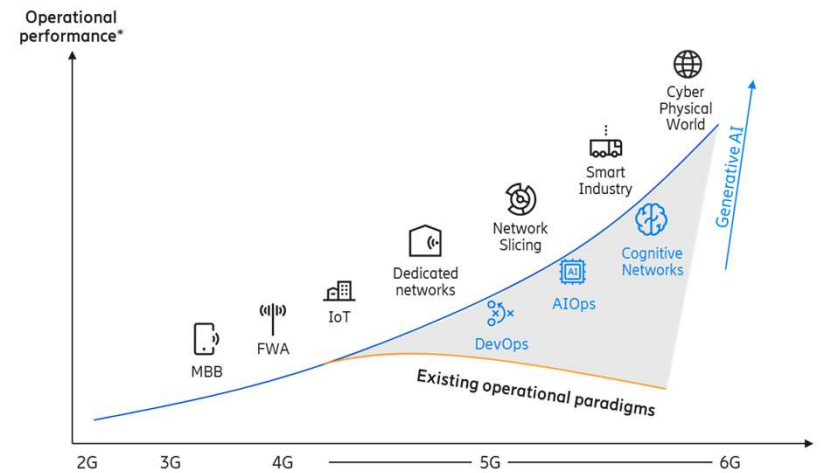 Operational
performance*
Cyber
Physical
World
Generative AI
Smart
Industry
Network
Slicing
Cognitive
Networks
Dedicated
networks
AI
AIOps
IoT
DevOps
FWA
MBB
Existing operational paradigms
2G 3G 4G 5G 6G